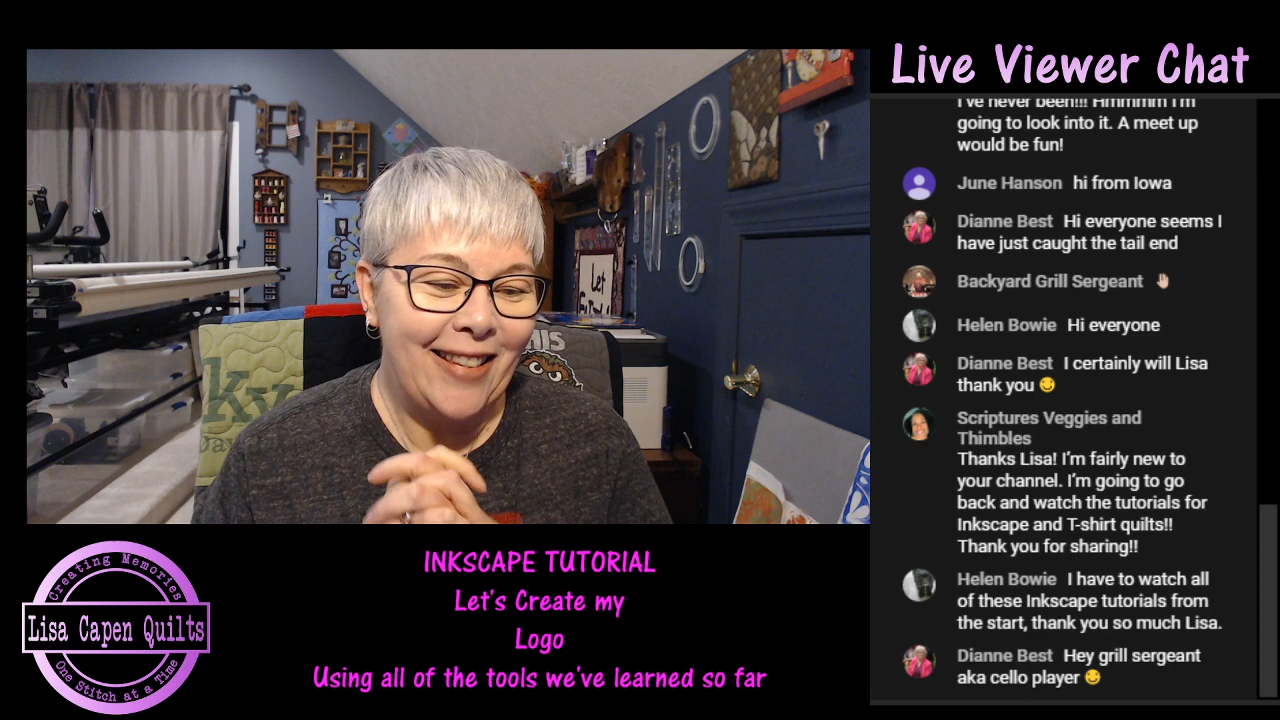 Live Viewer Chat
I've never been!!! Hmmmm I'm
going to look into it. A meet up
would be fun!
June Hanson hi from Iowa
Dianne Best Hi everyone seems I
have just caught the tail end
Backyard Grill Sergeant
Helen Bowie Hi everyone
Dianne Best I certainly will Lisa
thank you
Scriptures Veggies and
Thimbles
Thanks Lisa! I'm fairly new to
your channel. I'm going to go
back and watch the tutorials for
Inkscape and T-shirt quilts!!
Thank you for sharing!!
Helen Bowie I have to watch all
of these Inkscape tutorials from
the start, thank you so much Lisa.
Dianne Best Hey grill sergeant
aka cello player
Let
HIS
ky
INKSCAPE TUTORIAL
Let's Create my
Logo
Using all of the tools we've learned so far
Creating Memories
Lisa Capen Quilts
One Stitch at a Time